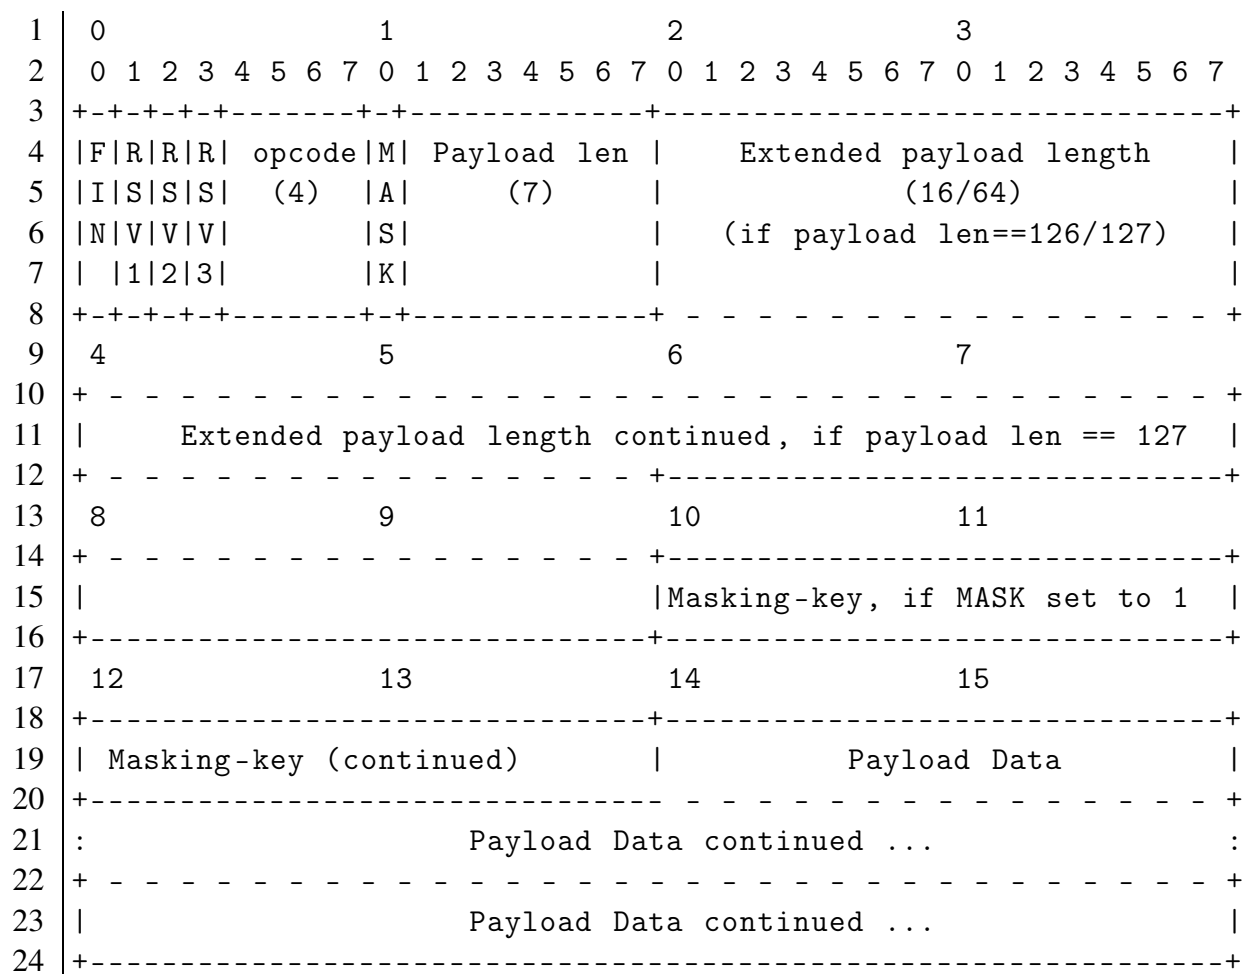 1 0               1               2               3
2 0 1 2 3 4 5 6 7 0 1 2 3 4 5 6 7 0 1 2 3 4 5 6 7 0 1 2 3 4 5 6 7
3 +-+-+-+-+-------+-+-------------+-------------------------------+
4 |F|R|R|R| opcode|M| Payload len |    Extended payload length    |
5 |I|S|S|S|  (4)  |A|     (7)     |             (16/64)           |
6 |N|V|V|V|       |S|             |   (if payload len==126/127)   |
7 | |1|2|3|       |K|             |                               |
8 +-+-+-+-+-------+-+-------------+ - - - - - - - - - - - - - - - +
9 4               5               6               7
10 + - - - - - - - - - - - - - - - - - - - - - - - - - - - - - - - +
11 |     Extended payload length continued, if payload len == 127  |
12 + - - - - - - - - - - - - - - - +-------------------------------+
13 8               9               10              11
14 + - - - - - - - - - - - - - - - +-------------------------------+
15 |                               |Masking-key, if MASK set to 1  |
16 +-------------------------------+-------------------------------+
17 12              13              14              15
18 +-------------------------------+-------------------------------+
19 | Masking-key (continued)       |          Payload Data         |
20 +-------------------------------- - - - - - - - - - - - - - - - +
21 :                     Payload Data continued ...                :
22 + - - - - - - - - - - - - - - - - - - - - - - - - - - - - - - - +
23 |                     Payload Data continued ...                |
24 +---------------------------------------------------------------+